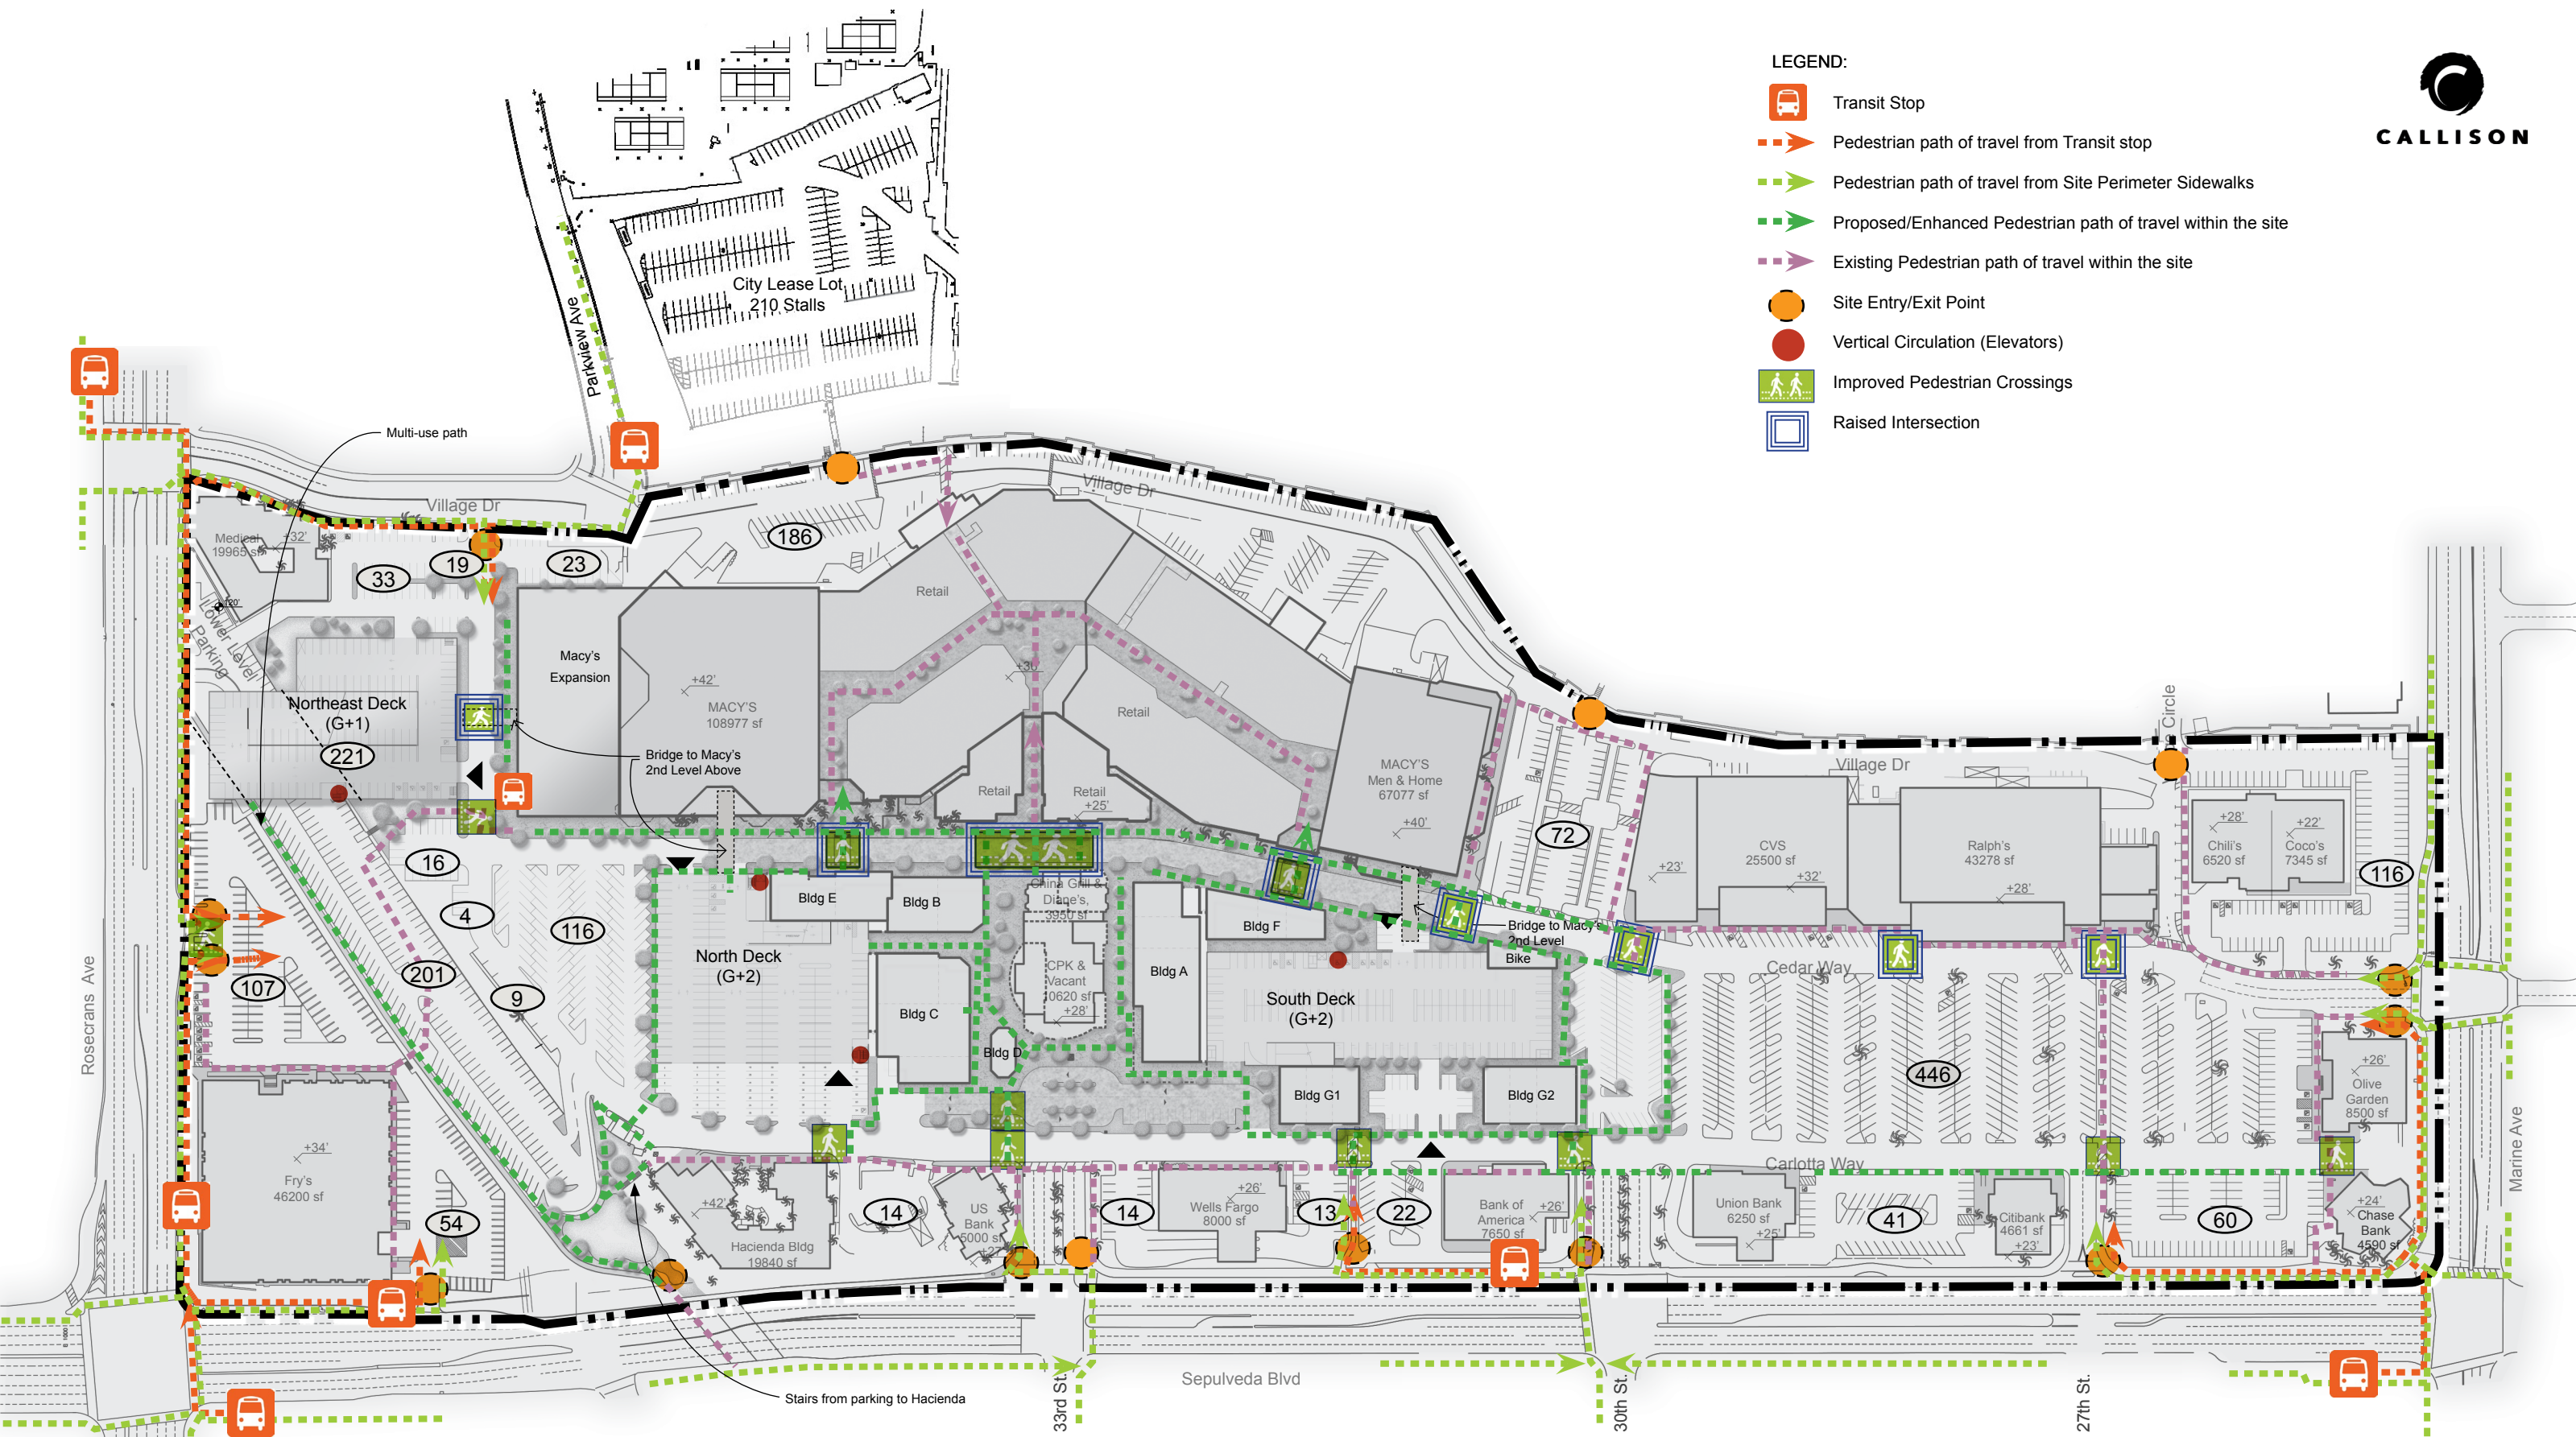 LEGEND:
Transit Stop
Pedestrian path of travel from Transit stop
Pedestrian path of travel from Site Perimeter Sidewalks
Proposed/Enhanced Pedestrian path of travel within the site
Existing Pedestrian path of travel within the site
Site Entry/Exit Point
Vertical Circulation (Elevators)
Improved Pedestrian Crossings
Raised Intersection
CALLISON
City Lease Lot
210 Stalls
Parkview Ave
Multi-use path
Village Dr
Village Dr
Medical
19965 sf
+32'
33
19
23
186
Lower Level
Parking
Northeast Deck
(G+1)
221
Macy's
Expansion
+42'
MACY'S
108977 sf
Bridge to Macy's
2nd Level Above
Retail
Retail
Retail
Retail
+25'
MACY'S
Men & Home
67077 sf
+40'
72
+23'
CVS
25500 sf
+32'
Village Dr
Ralph's
43278 sf
+28'
Circle
+28'
Chili's
6520 sf
+22'
Coco's
7345 sf
116
16
4
116
201
9
107
Rosecrans Ave
North Deck
(G+2)
Bldg E
Bldg B
Bldg C
Bldg D
China Grill &
Diane's,
3950 sf
CPK &
Vacant
10620 sf
+28'
Bldg A
Bldg F
South Deck
(G+2)
Bldg G1
Bldg G2
Bridge to Macy's
2nd Level
Bike
Cedar Way
446
Carlotta Way
+26'
Olive
Garden
8500 sf
Marine Ave
+34'
Fry's
46200 sf
54
+42'
Hacienda Bldg
19840 sf
14
US
Bank
5000 sf
+27'
14
+26'
Wells Fargo
8000 sf
13
22
Bank of
America
7650 sf
+26'
Union Bank
6250 sf
+25'
41
Citibank
4661 sf
+23'
60
+24'
Chase
Bank
4590 sf
Stairs from parking to Hacienda
33rd St.
Sepulveda Blvd
30th St.
27th St.